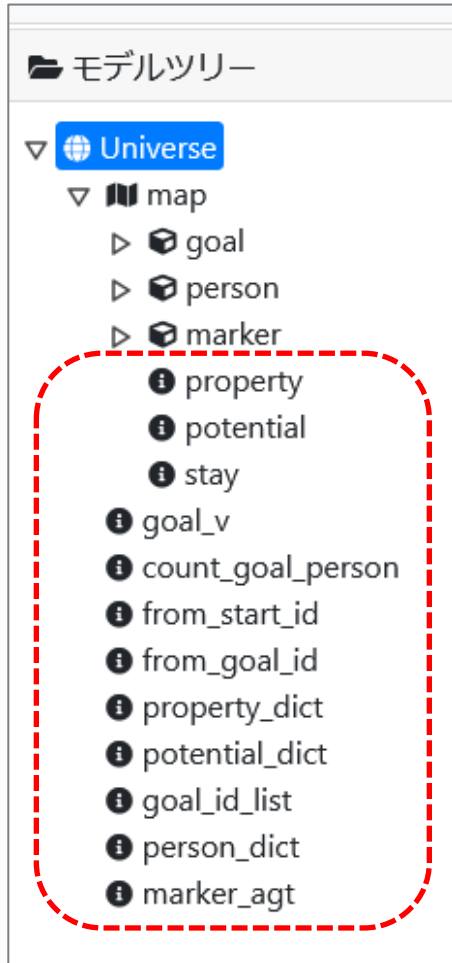 モデルツリー
Universe
map
goal
person
marker
property
potential
stay
goal_v
count_goal_person
from_start_id
from_goal_id
property_dict
potential_dict
goal_id_list
person_dict
marker_agt